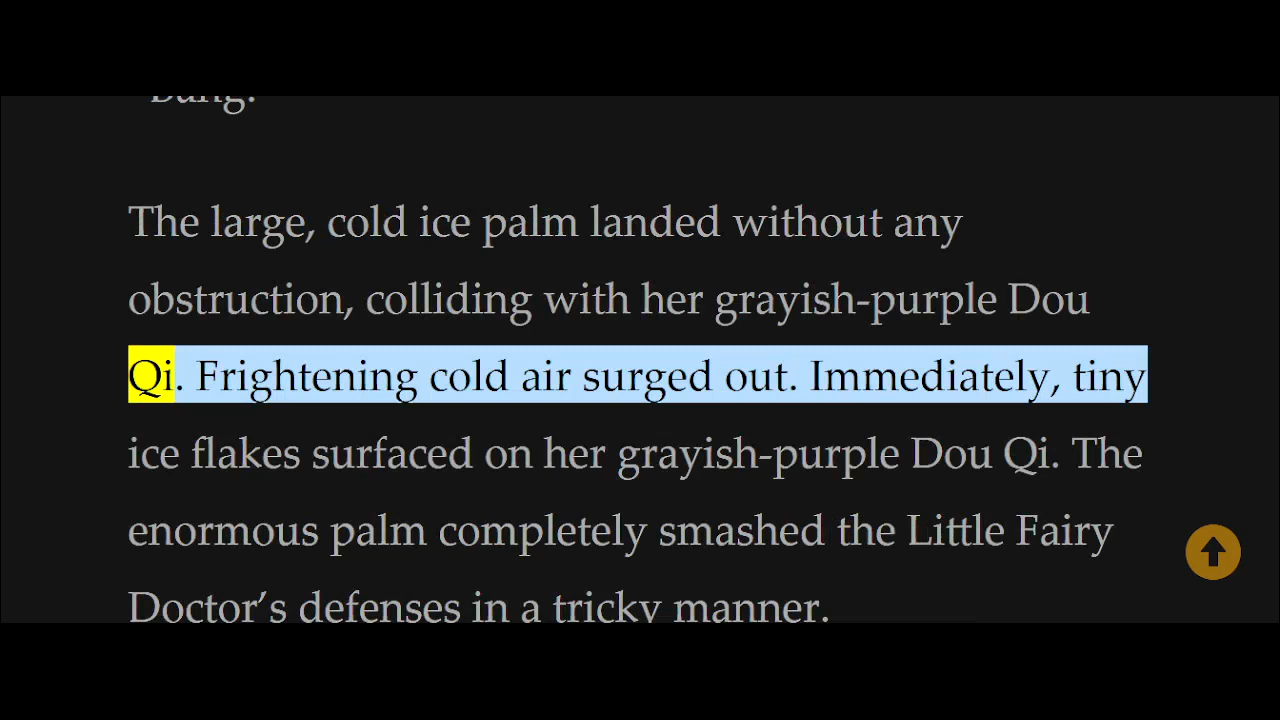 Bang!
The large, cold ice palm landed without any
obstruction, colliding with her grayish-purple Dou
Qi. Frightening cold air surged out. Immediately, tiny
ice flakes surfaced on her grayish-purple Dou Qi. The
enormous palm completely smashed the Little Fairy
Doctor’s defenses in a tricky manner.